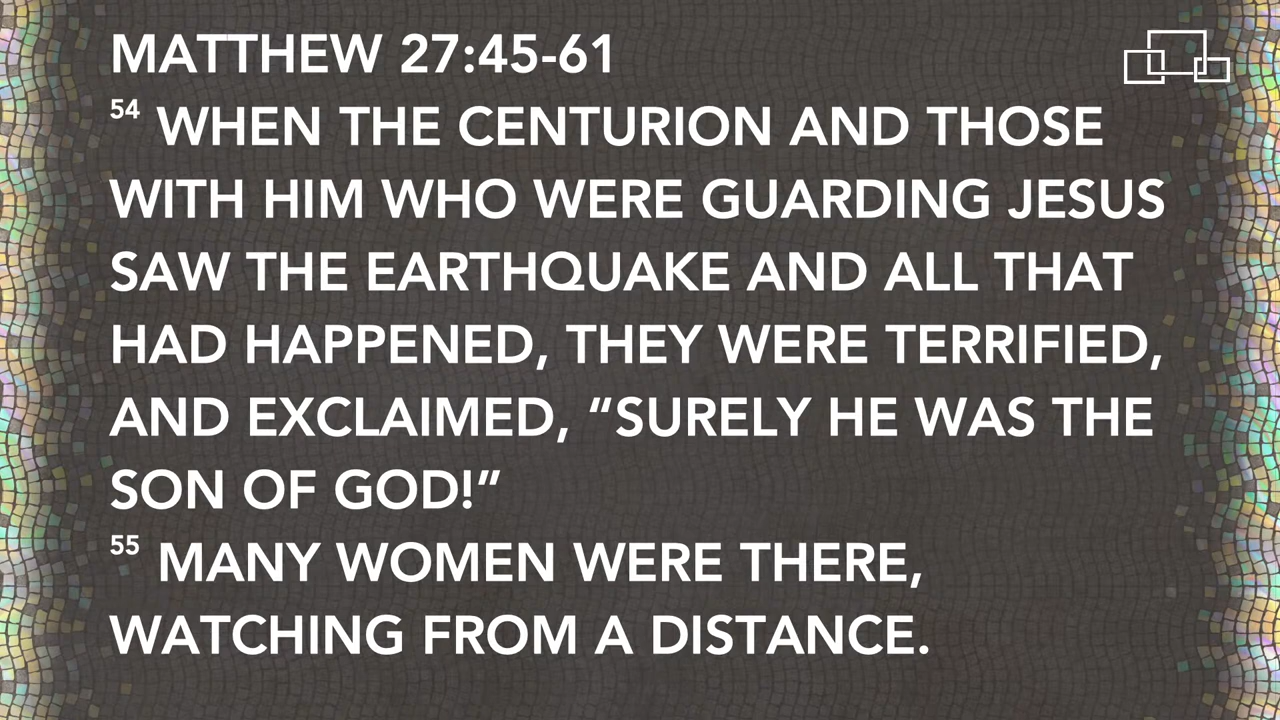 MATTHEW 27:45-61
54 WHEN THE CENTURION AND THOSE
WITH HIM WHO WERE GUARDING JESUS
SAW THE EARTHQUAKE AND ALL THAT
HAD HAPPENED, THEY WERE TERRIFIED,
AND EXCLAIMED, “SURELY HE WAS THE
SON OF GOD!”
55 MANY WOMEN WERE THERE,
WATCHING FROM A DISTANCE.